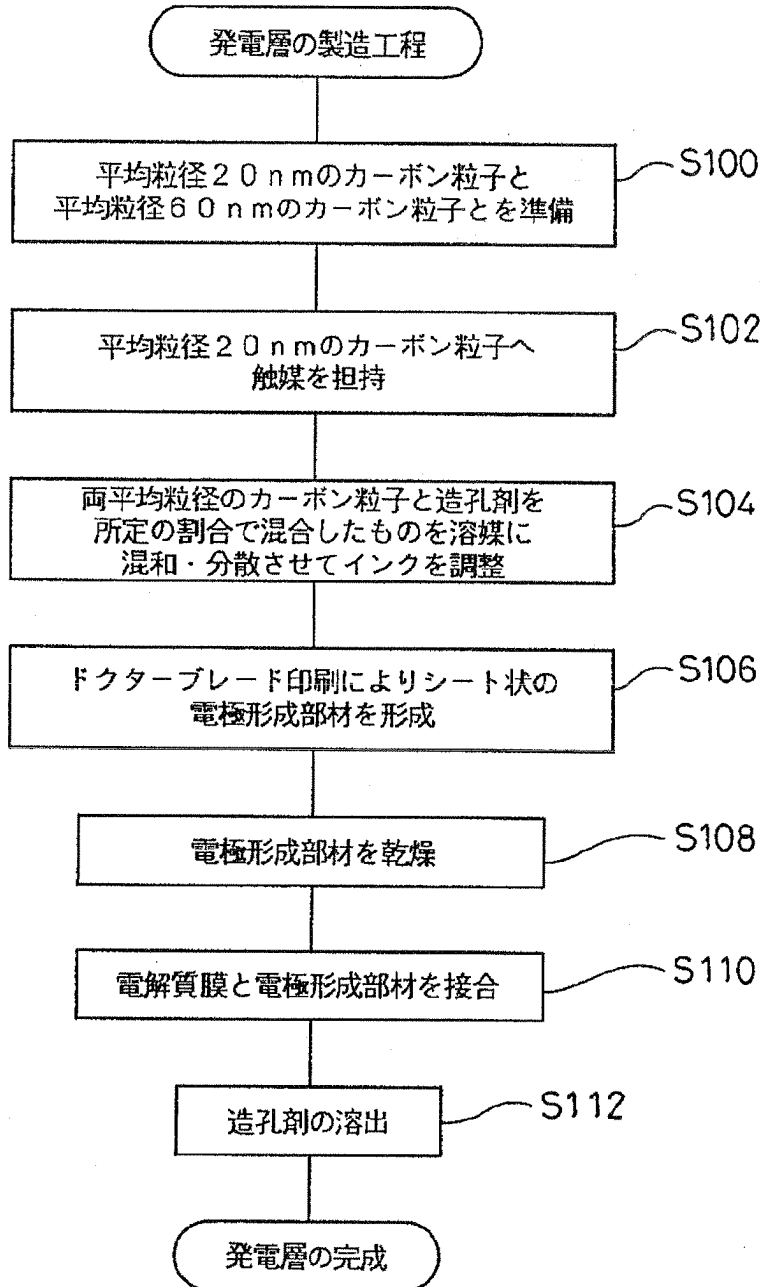 発電層の製造工程
平均粒径20nmのカーボン粒子と
平均粒径60nmのカーボン粒子とを準備
S100
平均粒径20nmのカーボン粒子へ
触媒を担持
S102
両平均粒径のカーボン粒子と造孔剤を
所定の割合で混合したものを溶媒に
混和・分散させてインクを調整
S104
ドクターブレード印刷によりシート状の
電極形成部材を形成
S106
電極形成部材を乾燥
S108
電解質膜と電極形成部材を接合
S110
造孔剤の溶出
S112
発電層の完成